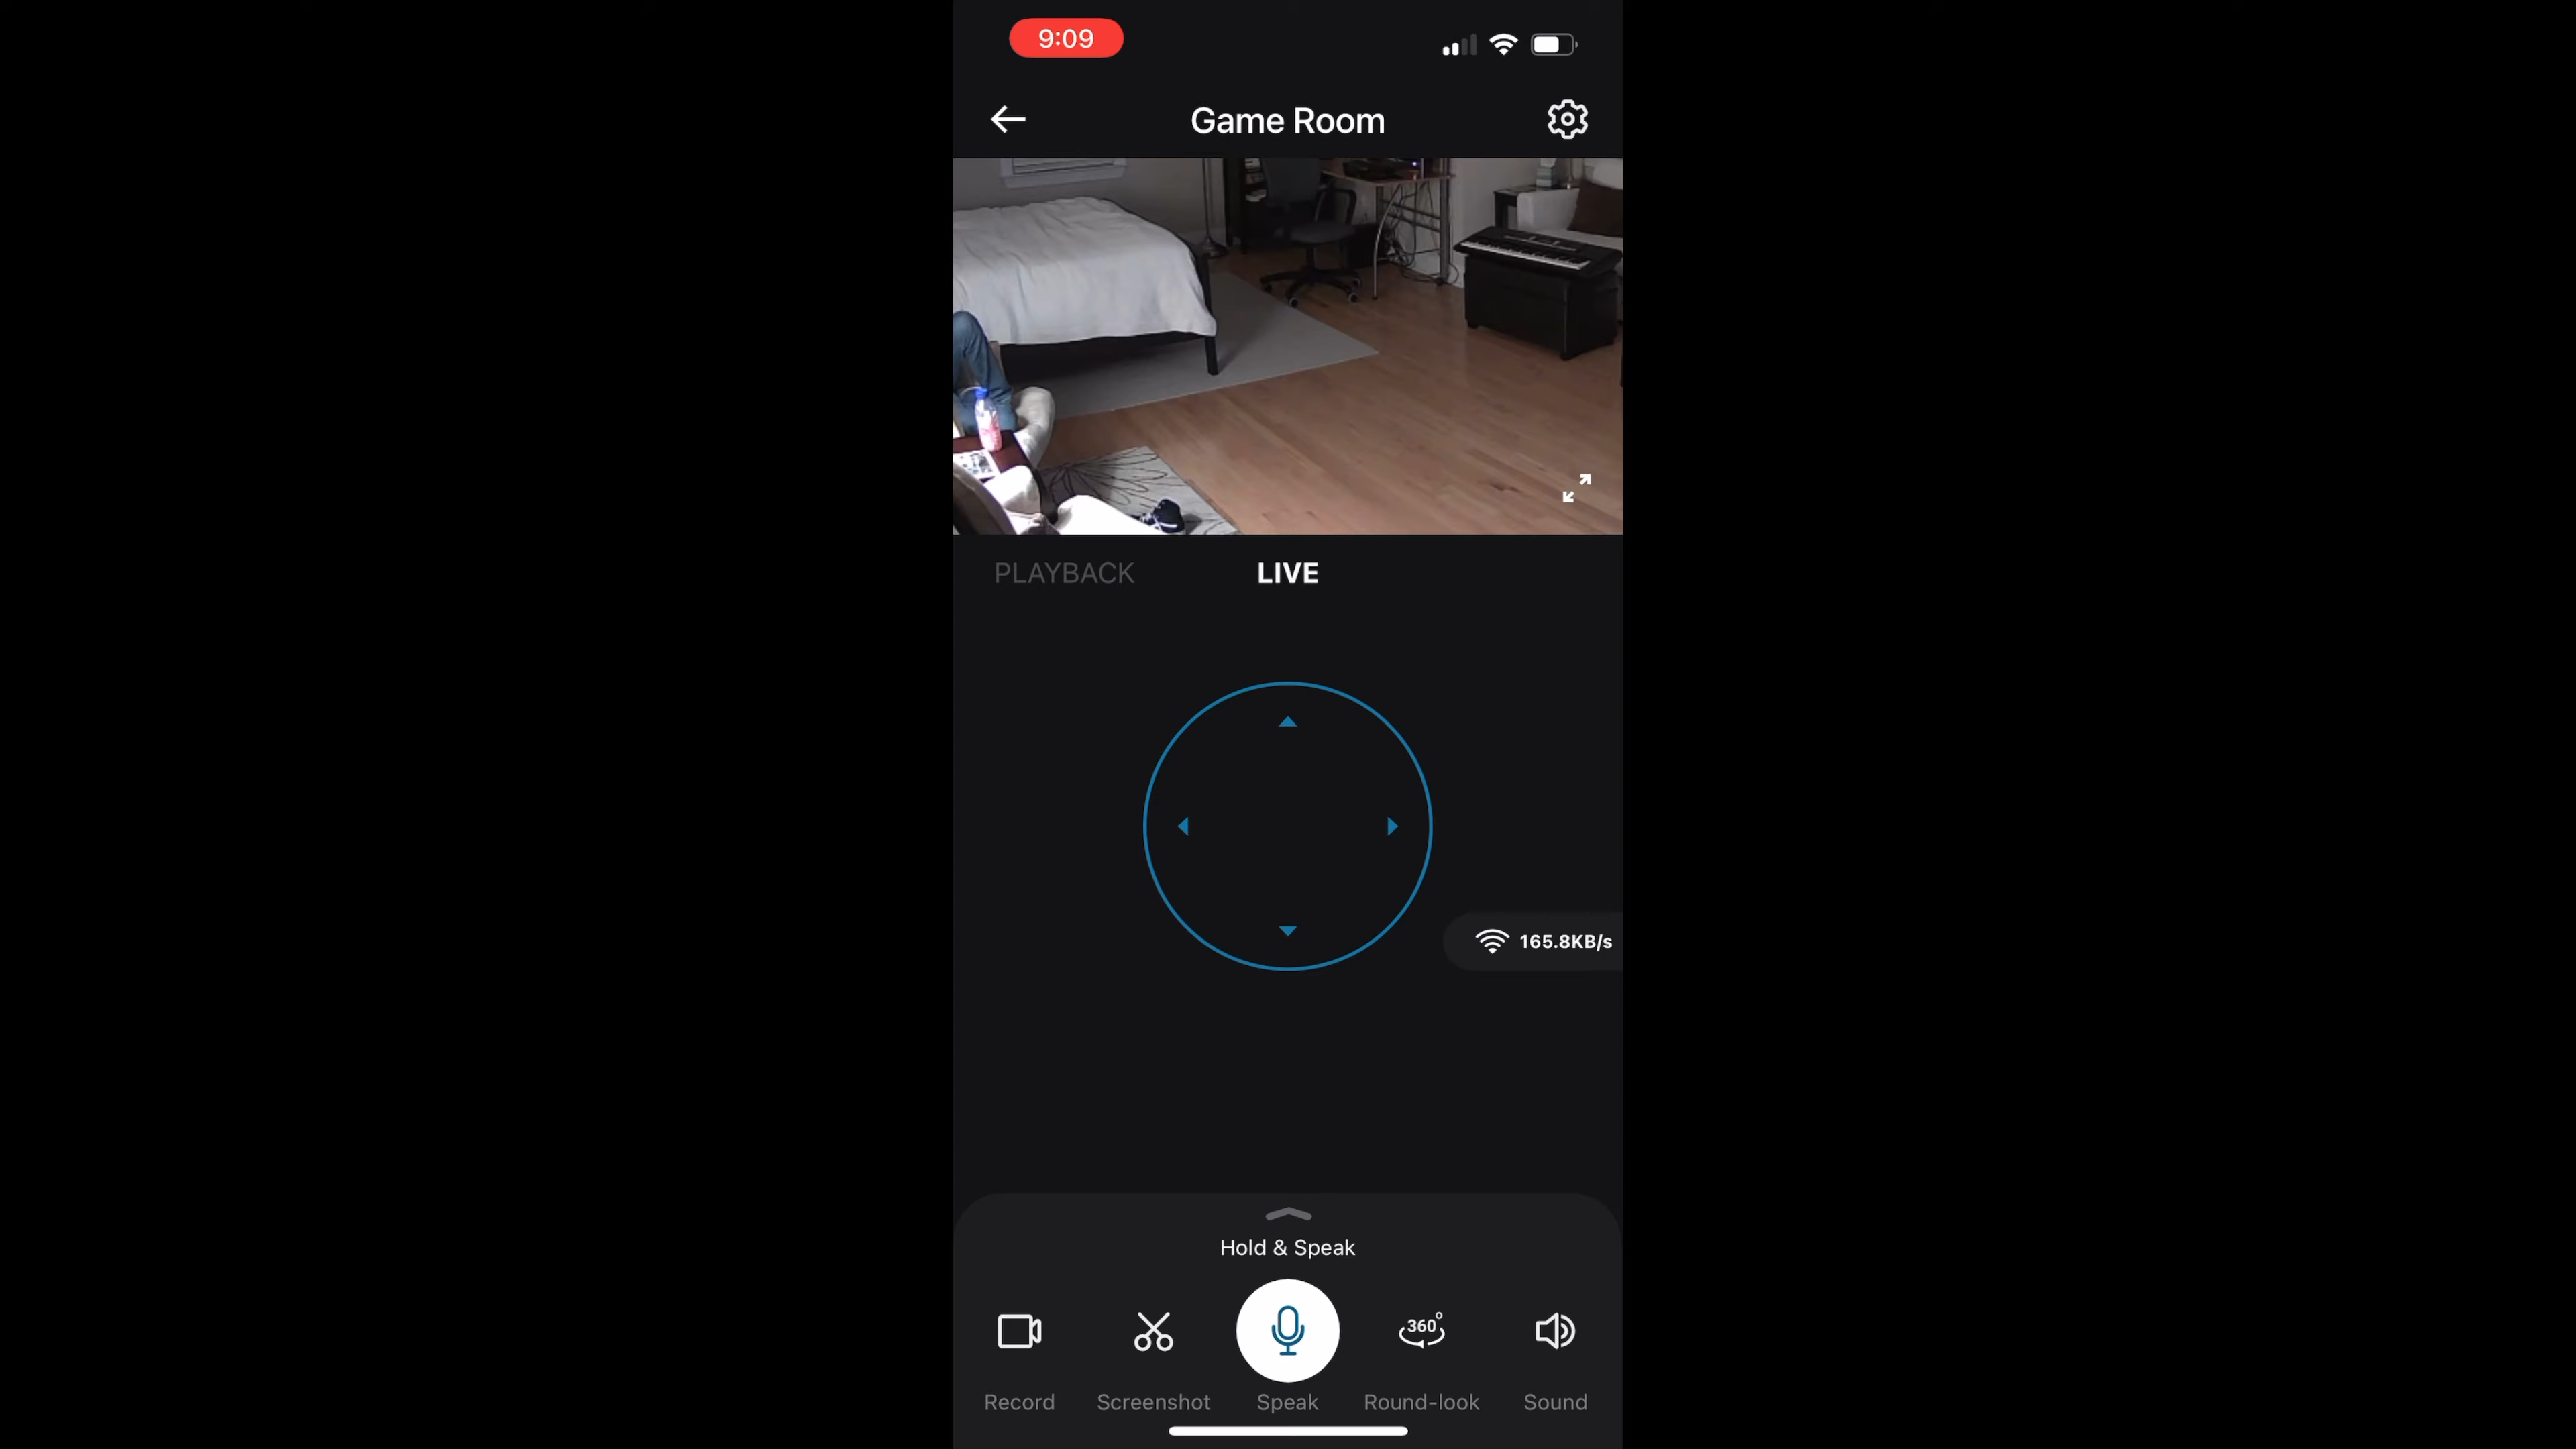 9:09
Game Room
PLAYBACK LIVE
165.8KB/s
Hold & Speak
360°
Record Screenshot Speak Round-look Sound